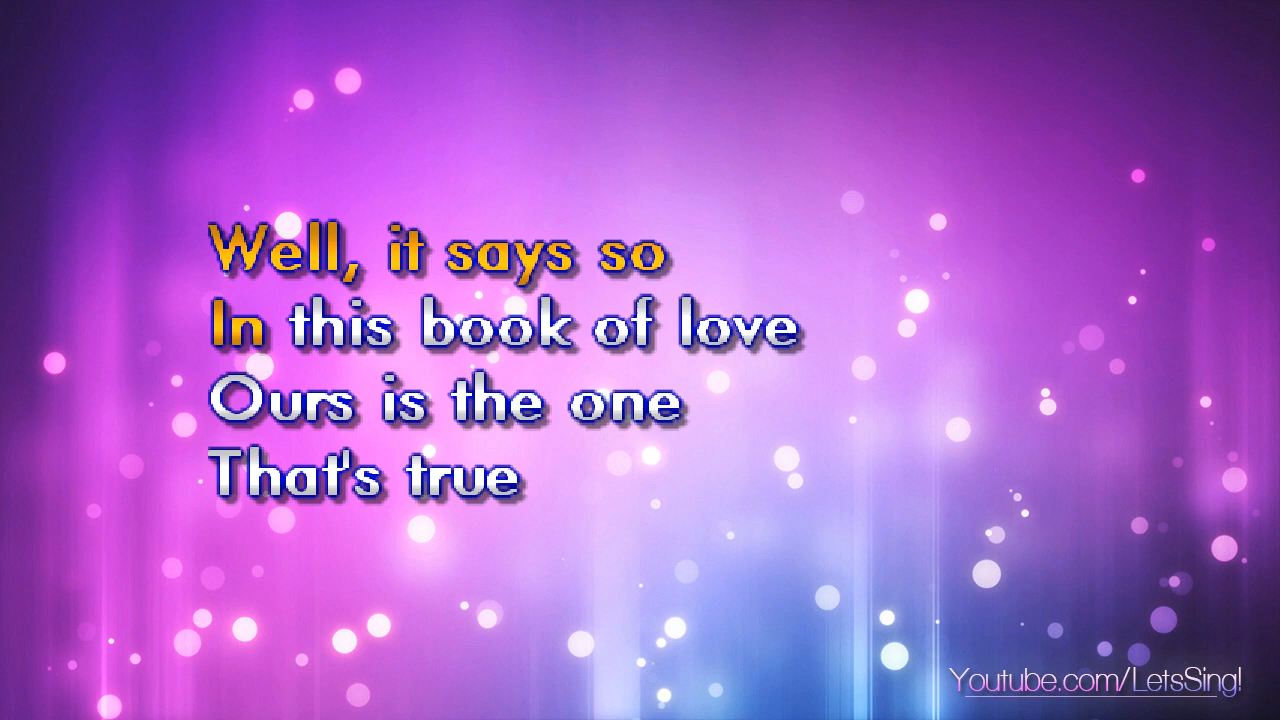 Well, it says so
In this book of love
Ours is the one
That's true
Youtube.com/LetsSing!